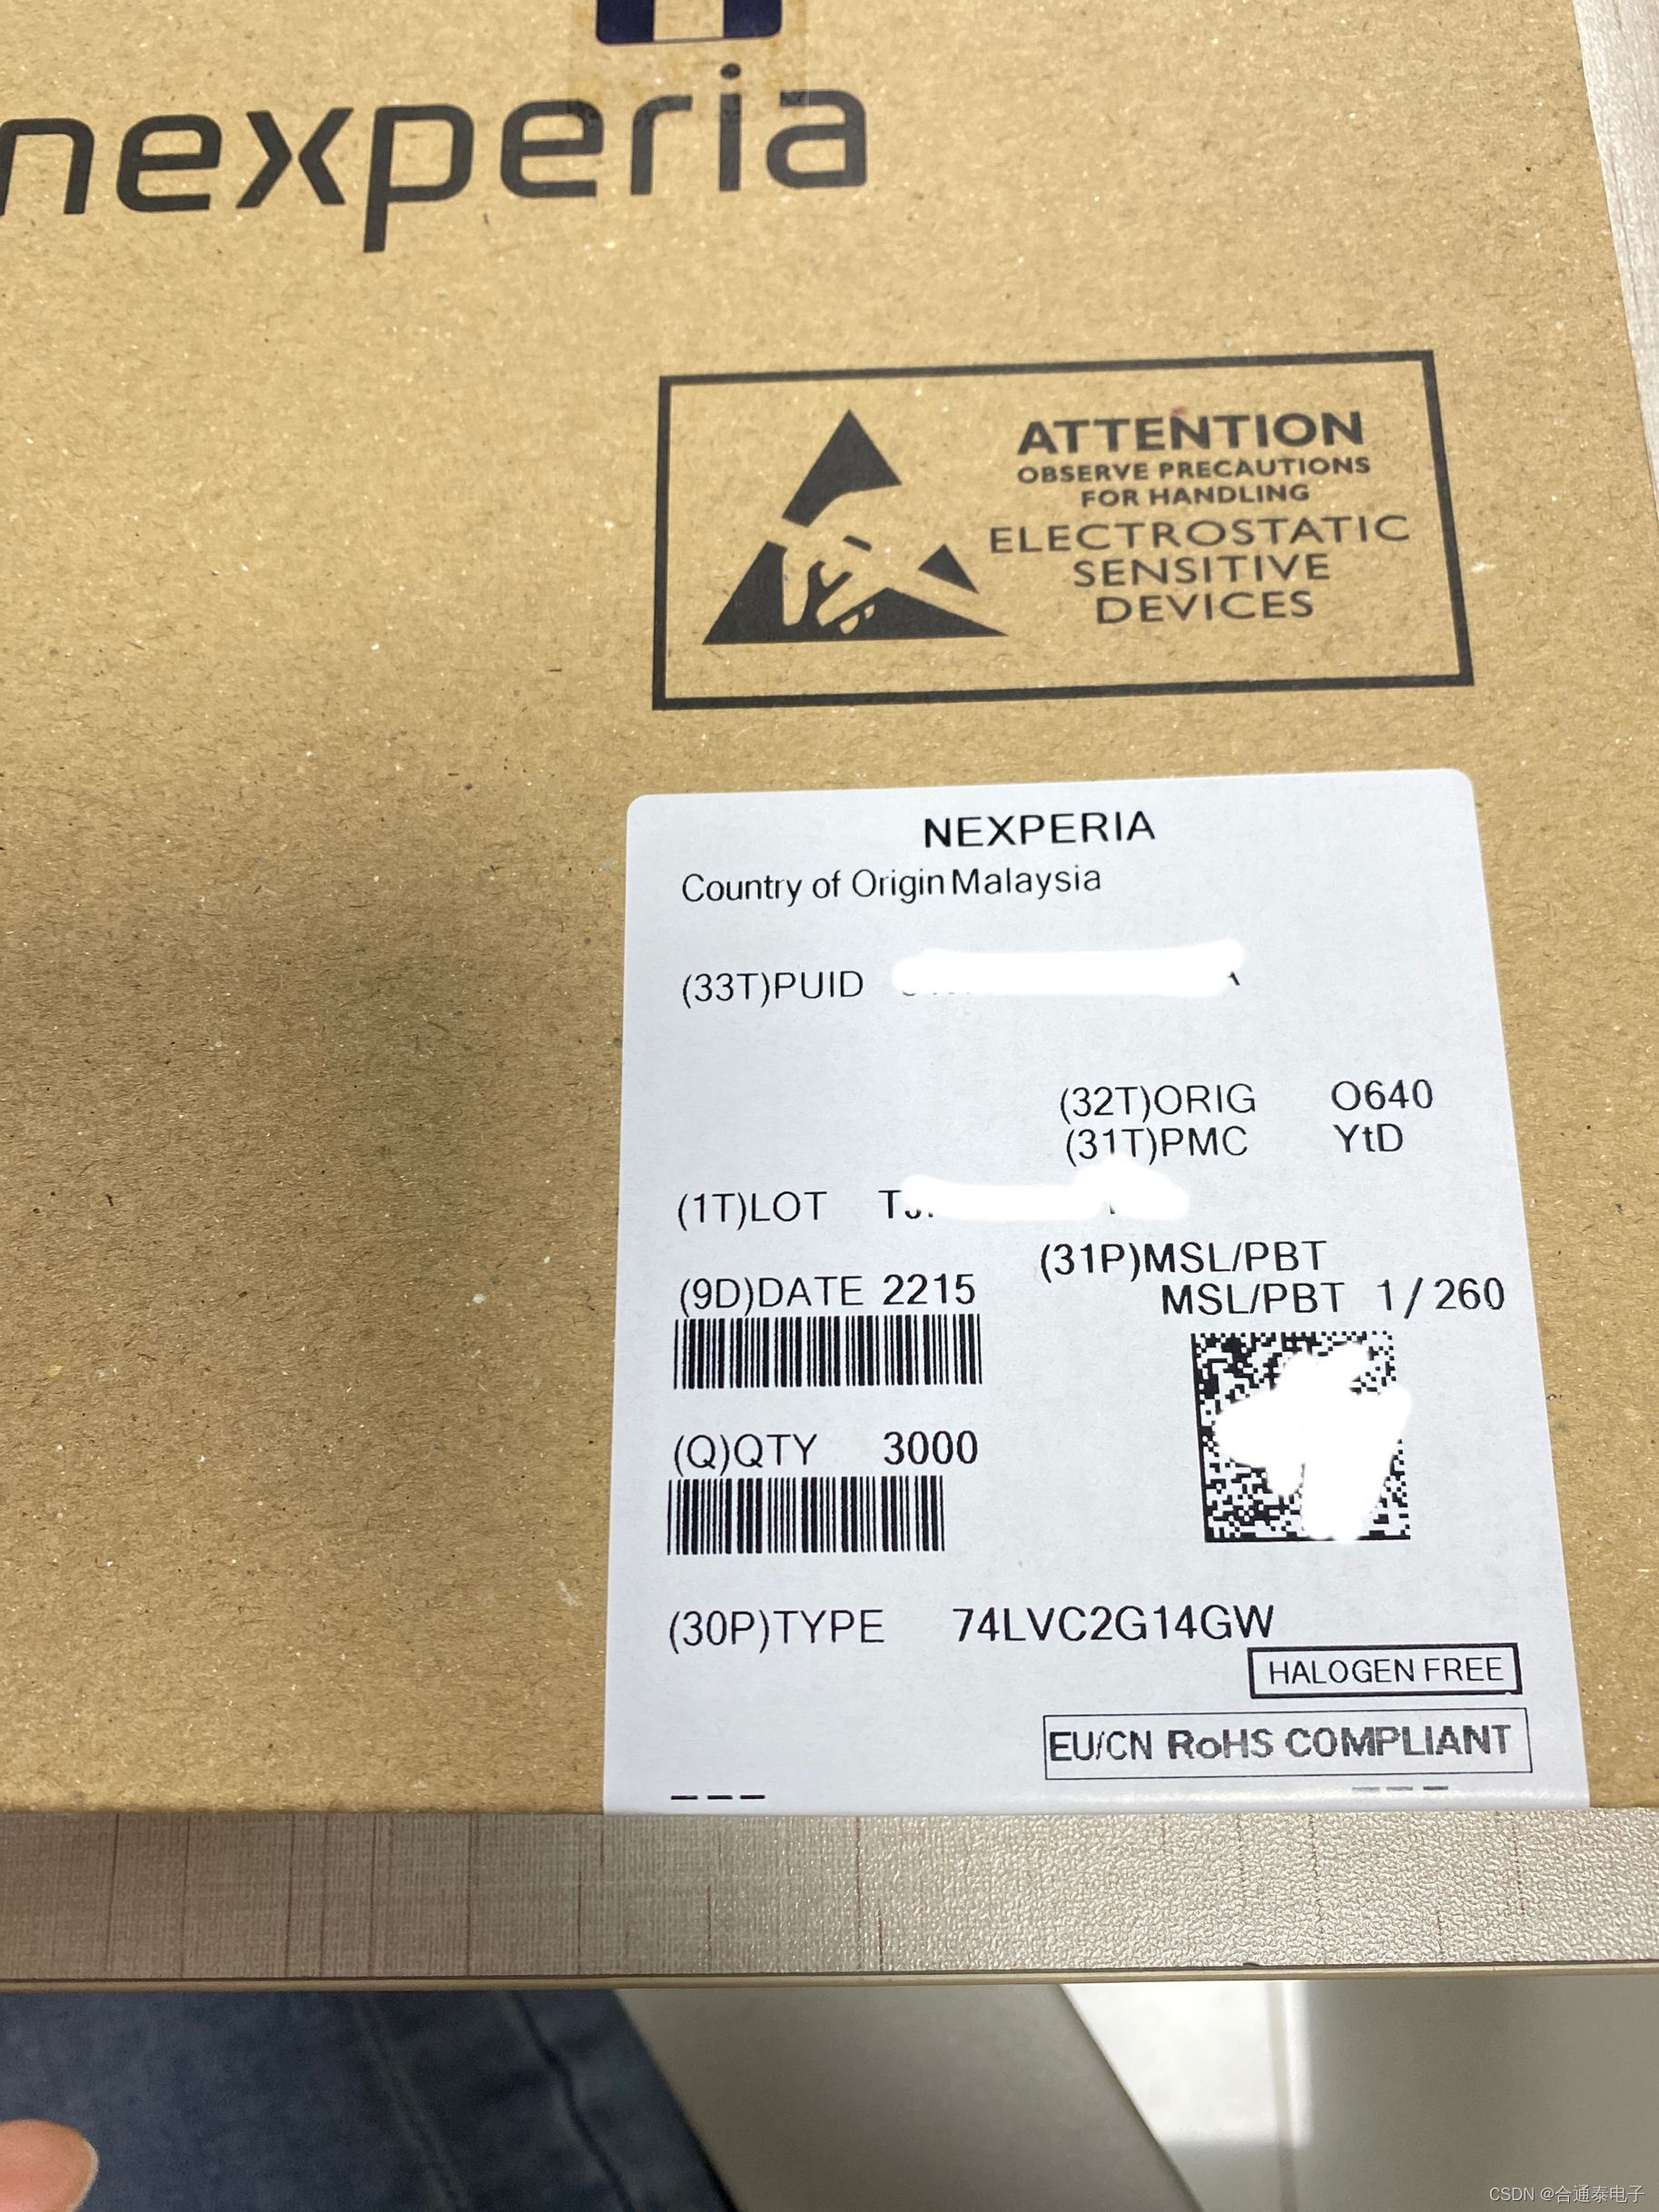 nexperia
ATTENTION
OBSERVE PRECAUTIONS
FOR HANDLING
ELECTROSTATIC
SENSITIVE
DEVICES
NEXPERIA
Country of Origin Malaysia
(33T)PUID
(32T)ORIG O640
(31T)PMC YtD
(1T)LOT
(31P)MSL/PBT
(9D)DATE 2215
MSL/PBT 1/260
(Q)QTY 3000
(30P)TYPE 74LVC2G14GW
HALOGEN FREE
EU/CN RoHS COMPLIANT
CSDN @合通泰电子